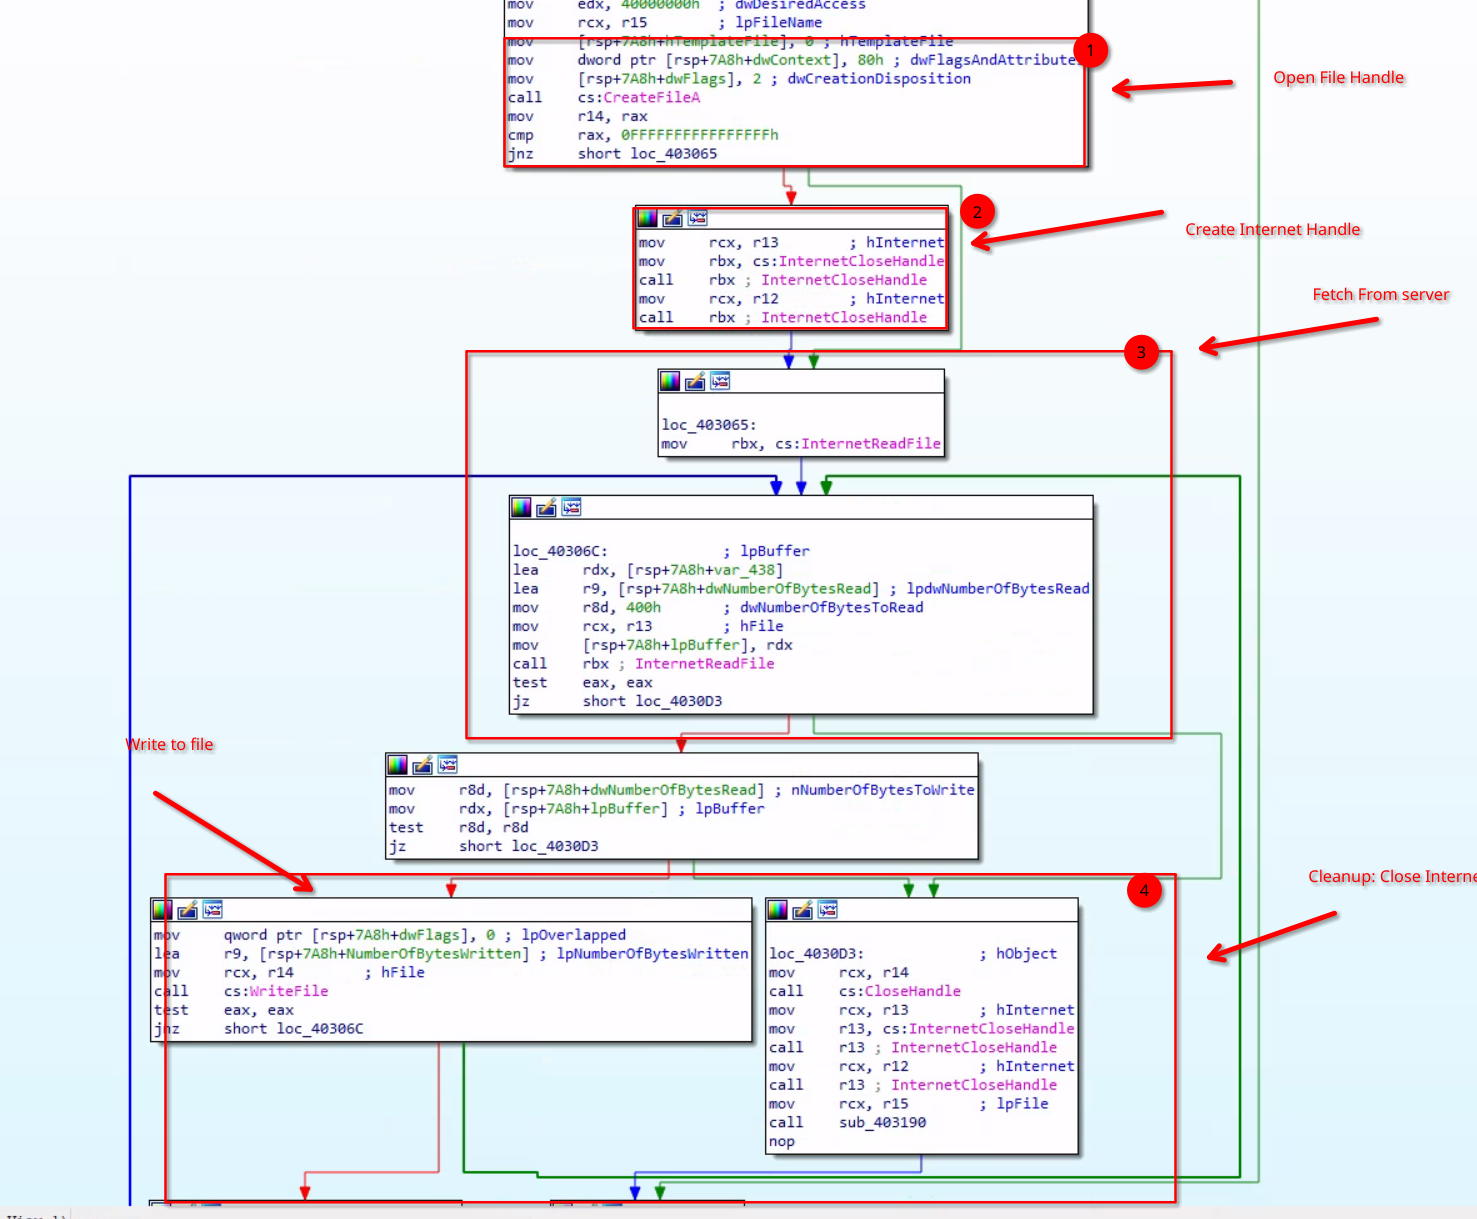 mov edx, 40000000h ; dwDesiredAccess
mov rcx, r15 ; lpFileName
mov [rsp+7A8h+hTemplateFile], 0 ; hTemplateFile
mov dword ptr [rsp+7A8h+dwContext], 80h ; dwFlagsAndAttributes
mov [rsp+7A8h+dwFlags], 2 ; dwCreationDisposition
call cs:CreateFileA
mov r14, rax
cmp rax, 0FFFFFFFFFFFFFFFFh
jnz short loc_403065
1
Open File Handle
2
Create Internet Handle
mov rcx, r13 ; hInternet
mov rbx, cs:InternetCloseHandle
call rbx ; InternetCloseHandle
mov rcx, r12 ; hInternet
call rbx ; InternetCloseHandle
Fetch From server
3
loc_403065:
mov rbx, cs:InternetReadFile
loc_40306C: ; lpBuffer
lea rdx, [rsp+7A8h+var_438]
lea r9, [rsp+7A8h+dwNumberOfBytesRead] ; lpdwNumberOfBytesRead
mov r8d, 400h ; dwNumberOfBytesToRead
mov rcx, r13 ; hFile
mov [rsp+7A8h+lpBuffer], rdx
call rbx ; InternetReadFile
test eax, eax
jz short loc_4030D3
Write to file
mov r8d, [rsp+7A8h+dwNumberOfBytesRead] ; nNumberOfBytesToWrite
mov rdx, [rsp+7A8h+lpBuffer] ; lpBuffer
test r8d, r8d
jz short loc_4030D3
4
Cleanup: Close Interne
mov qword ptr [rsp+7A8h+dwFlags], 0 ; lpOverlapped
lea r9, [rsp+7A8h+NumberOfBytesWritten] ; lpNumberOfBytesWritten
mov rcx, r14 ; hFile
call cs:WriteFile
test eax, eax
jnz short loc_40306C
loc_4030D3: ; hObject
mov rcx, r14
call cs:CloseHandle
mov rcx, r13 ; hInternet
mov r13, cs:InternetCloseHandle
call r13 ; InternetCloseHandle
mov rcx, r12 ; hInternet
call r13 ; InternetCloseHandle
mov rcx, r15 ; lpFile
call sub_403190
nop